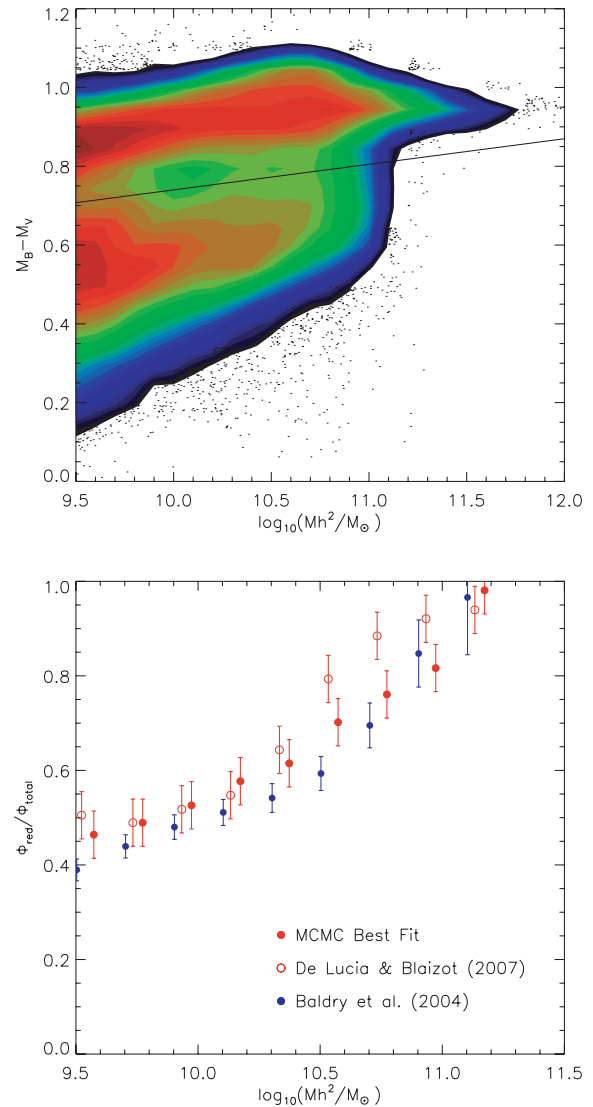 1.2
1.0
0.8
0.6
0.4
0.2
0.0
M_B−M_V
9.5 10.0 10.5 11.0 11.5 12.0
log₁₀(Mh²/M☉)
1.0
0.8
0.6
0.4
0.2
0.0
Φ_red/Φ_total
MCMC Best Fit
De Lucia & Blaizot (2007)
Baldry et al. (2004)
9.5 10.0 10.5 11.0 11.5
log₁₀(Mh²/M☉)